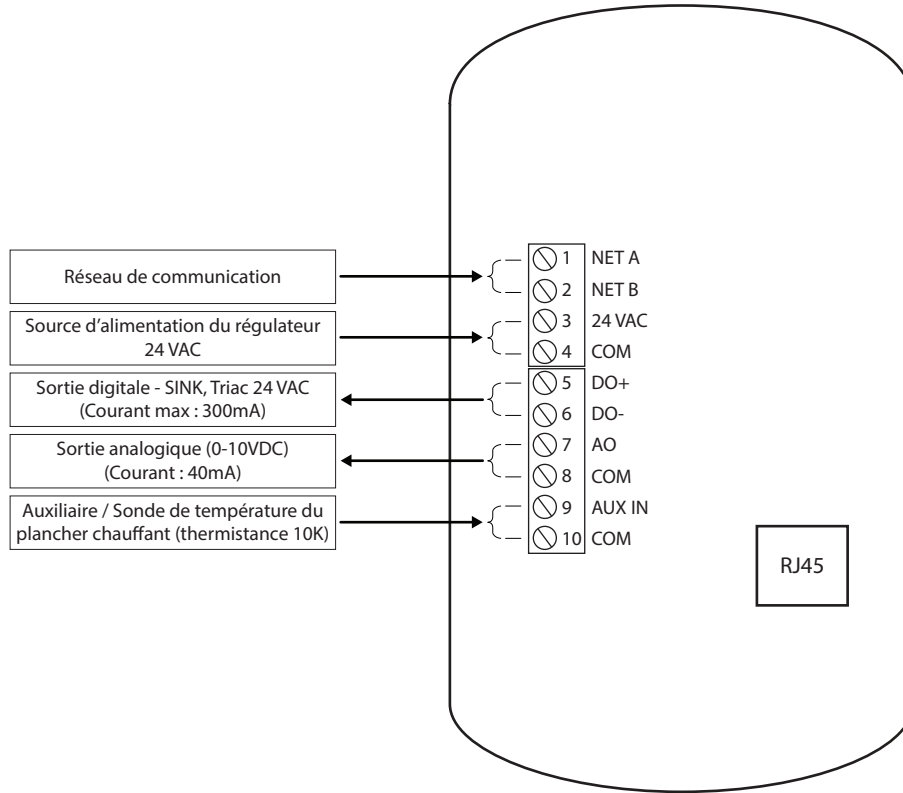 Réseau de communication
Source d'alimentation du régulateur
24 VAC
Sortie digitale - SINK, Triac 24 VAC
(Courant max : 300mA)
Sortie analogique (0-10VDC)
(Courant : 40mA)
Auxiliaire / Sonde de température du
plancher chauffant (thermistance 10K)
1 NET A
2 NET B
3 24 VAC
4 COM
5 DO+
6 DO-
7 AO
8 COM
9 AUX IN
10 COM
RJ45